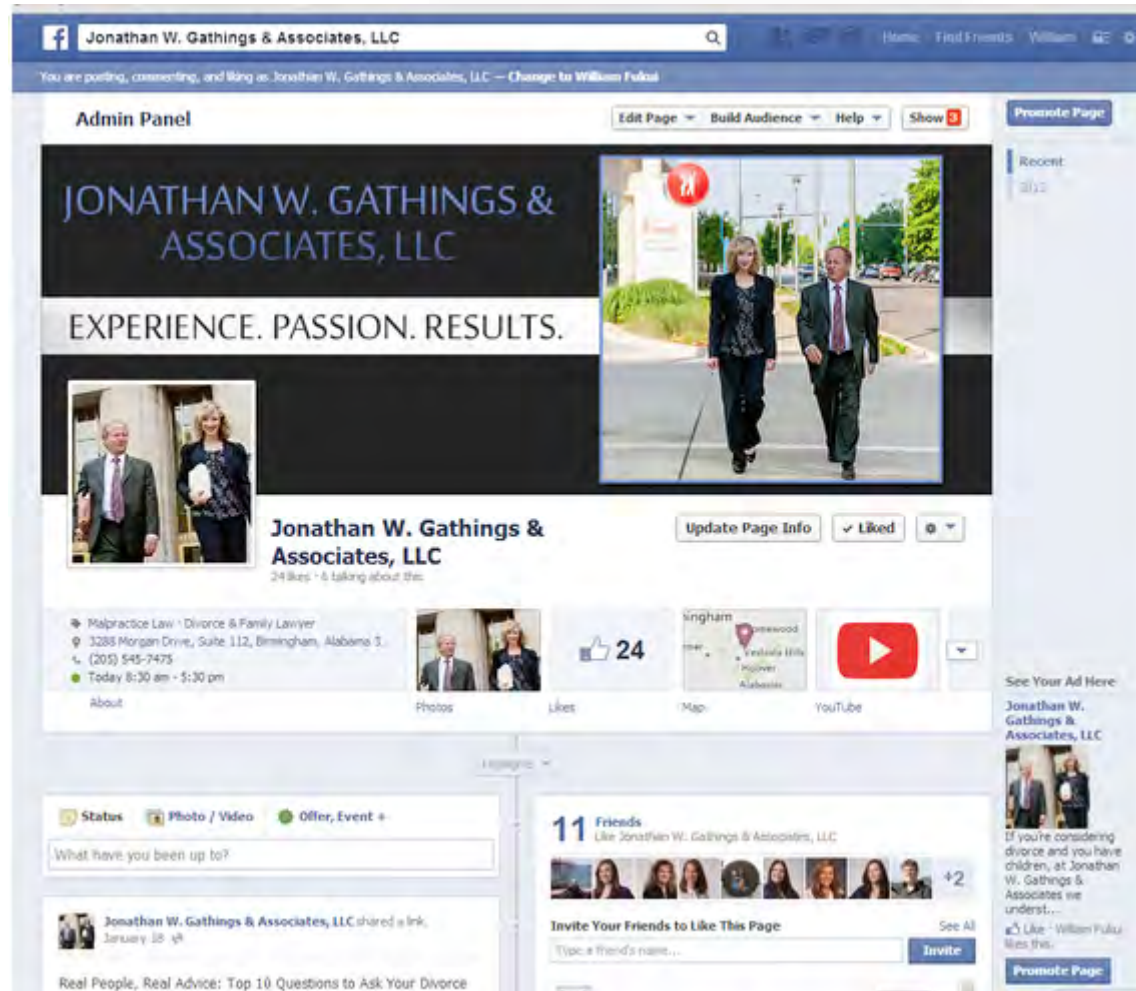 Jonathan W. Gathings & Associates, LLC
Home Find Friends William
You are posting, commenting, and liking as Jonathan W. Gathings & Associates, LLC — Change to William Fukui
Admin Panel
Edit Page Build Audience Help Show 3
Promote Page
Recent
JONATHAN W. GATHINGS &
ASSOCIATES, LLC
EXPERIENCE. PASSION. RESULTS.
Jonathan W. Gathings &
Associates, LLC
24 likes · 6 talking about this
Update Page Info ✓ Liked
Malpractice Law · Divorce & Family Lawyer
3288 Morgan Drive, Suite 112, Birmingham, Alabama 3
(205) 545-7475
Today 8:30 am - 5:30 pm
About
24
Photos Likes Map YouTube
Vestavia Hills
Hoover
Alabaster
Highlights
Status Photo / Video Offer, Event +
What have you been up to?
Jonathan W. Gathings & Associates, LLC shared a link.
January 18
Real People, Real Advice: Top 10 Questions to Ask Your Divorce
11 Friends
Like Jonathan W. Gathings & Associates, LLC
+2
Invite Your Friends to Like This Page See All
Type a friend's name...
Invite
See Your Ad Here
Jonathan W.
Gathings &
Associates, LLC
If you're considering
divorce and you have
children, at Jonathan
W. Gathings &
Associates we
underst...
Like · William Fukui
likes this.
Promote Page